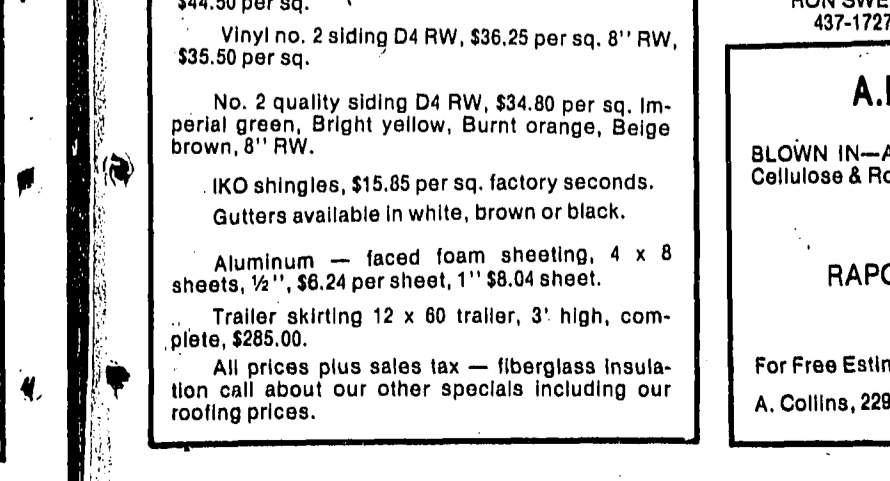 $44.50 per sq.
Vinyl no. 2 siding D4 RW, $36.25 per sq. 8'' RW,
$35.50 per sq.
No. 2 quality siding D4 RW, $34.80 per sq. Im-
perial green, Bright yellow, Burnt orange, Beige
brown, 8'' RW.
IKO shingles, $15.85 per sq. factory seconds.
Gutters available in white, brown or black.
Aluminum — faced foam sheeting, 4 x 8
sheets, ½'', $6.24 per sheet, 1'' $8.04 sheet.
Trailer skirting 12 x 60 trailer, 3' high, com-
plete, $285.00.
All prices plus sales tax — fiberglass insula-
tion call about our other specials including our
roofing prices.
RON SWE
437-1727
A.
BLOWN IN—A
Cellulose & Ro
RAPO
For Free Estim
A. Collins, 229